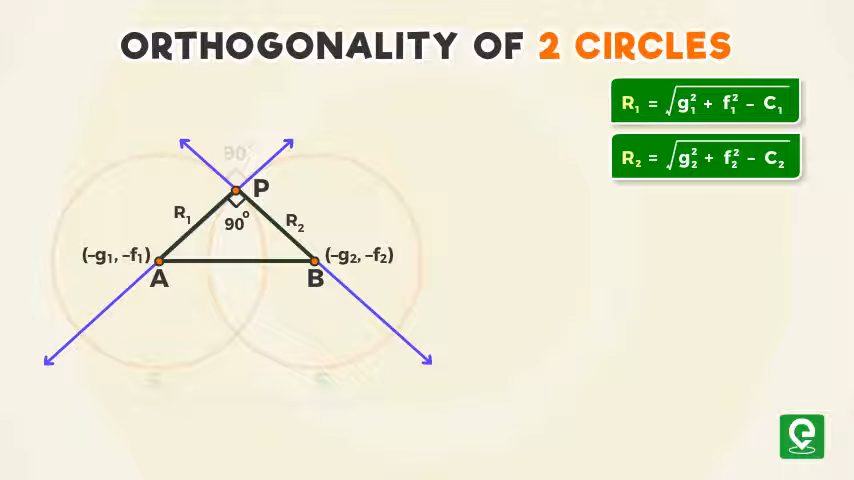 ORTHOGONALITY OF 2 CIRCLES
R₁ = √g₁² + f₁² – C₁
R₂ = √g₂² + f₂² – C₂
90°
P
R₁
90°
R₂
(–g₁, –f₁)
(–g₂, –f₂)
A
B